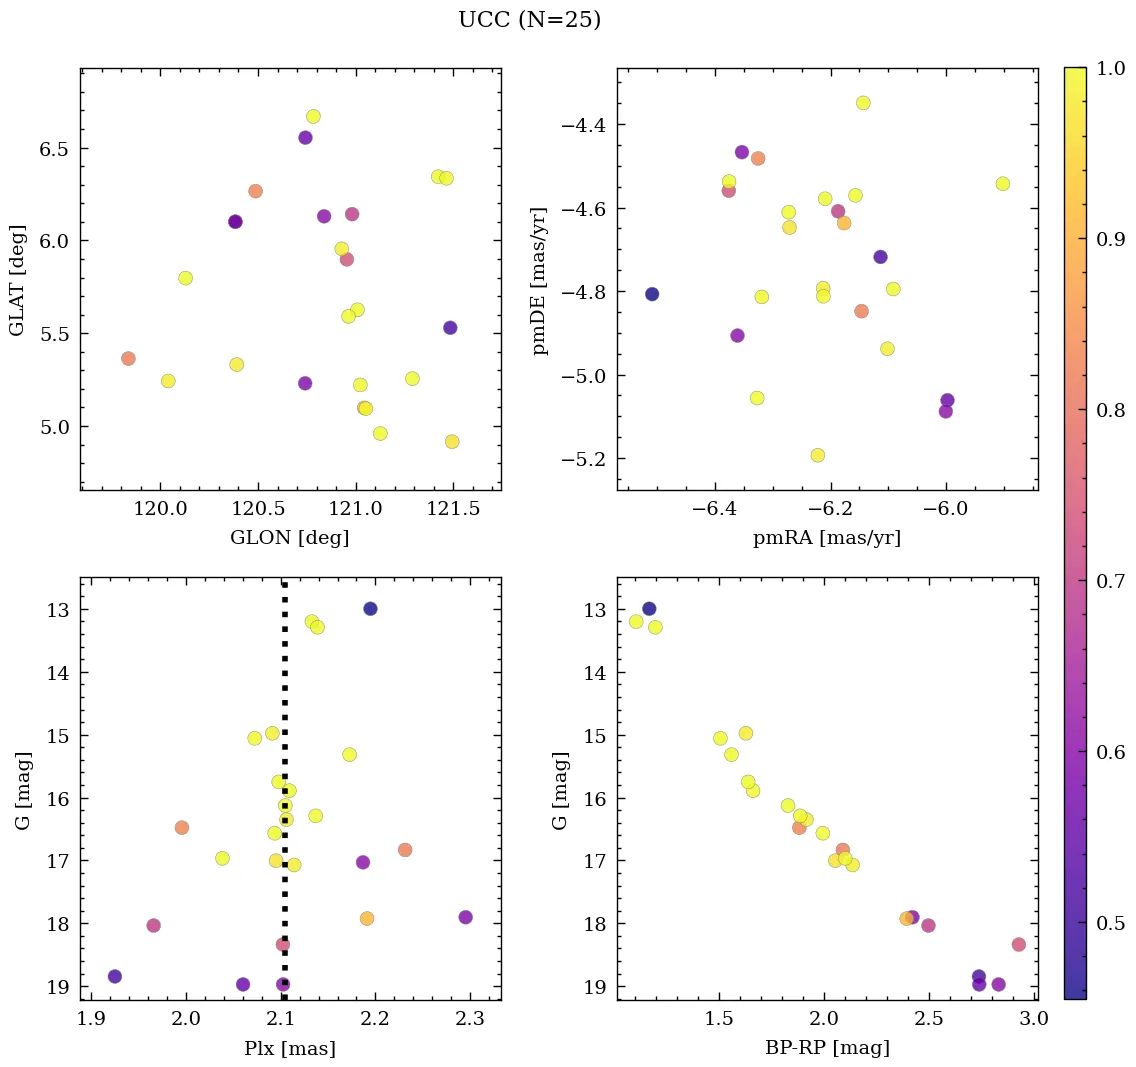 UCC (N=25)
6.5
6.0
5.5
5.0
GLAT [deg]
120.0 120.5 121.0 121.5
GLON [deg]
−4.4
−4.6
−4.8
−5.0
−5.2
pmDE [mas/yr]
−6.4 −6.2 −6.0
pmRA [mas/yr]
13
14
15
16
17
18
19
G [mag]
1.9 2.0 2.1 2.2 2.3
Plx [mas]
13
14
15
16
17
18
19
G [mag]
1.5 2.0 2.5 3.0
BP-RP [mag]
1.0
0.9
0.8
0.7
0.6
0.5